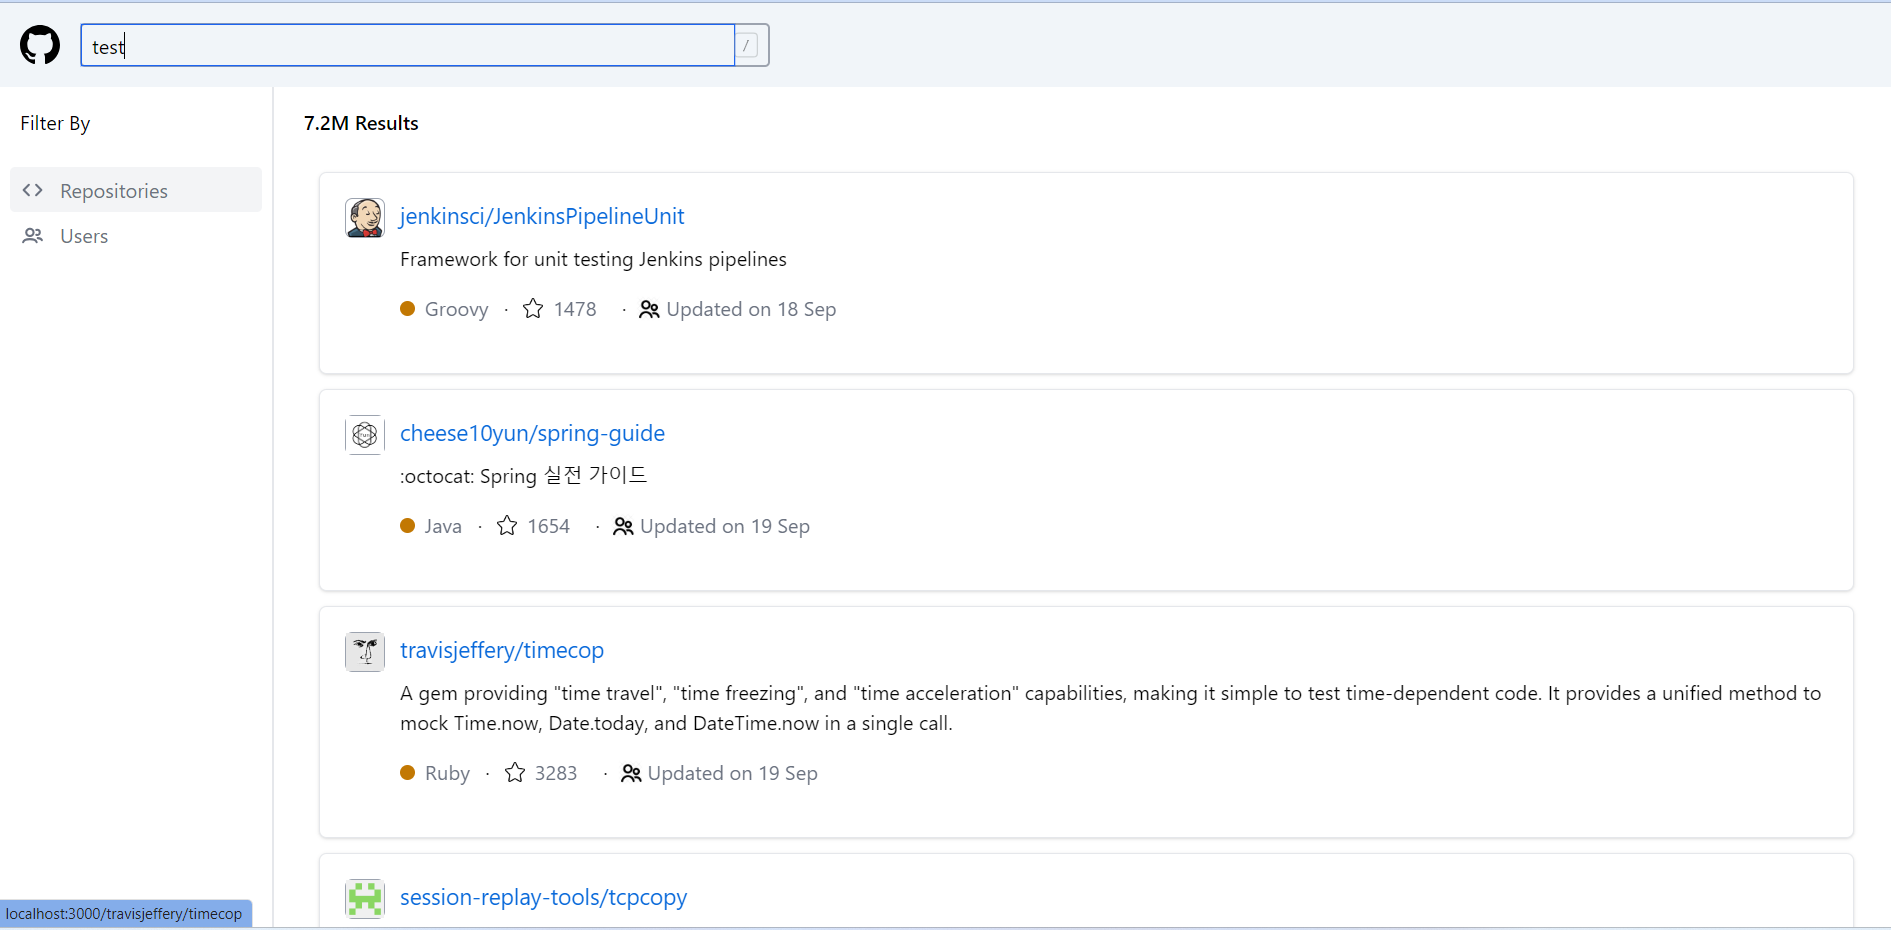 test
/
Filter By
7.2M Results
Repositories
Users
jenkinsci/JenkinsPipelineUnit
Framework for unit testing Jenkins pipelines
Groovy · 1478 · Updated on 18 Sep
cheese10yun/spring-guide
:octocat: Spring 실전 가이드
Java · 1654 · Updated on 19 Sep
travisjeffery/timecop
A gem providing "time travel", "time freezing", and "time acceleration" capabilities, making it simple to test time-dependent code. It provides a unified method to
mock Time.now, Date.today, and DateTime.now in a single call.
Ruby · 3283 · Updated on 19 Sep
session-replay-tools/tcpcopy
localhost:3000/travisjeffery/timecop